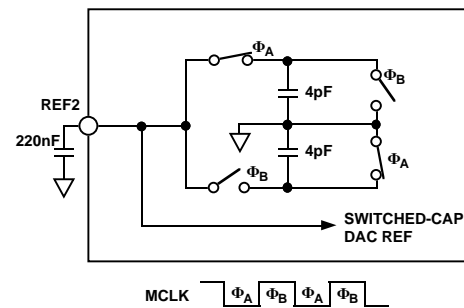 ΦA
ΦB
REF2
4pF
220nF
4pF
ΦA
ΦB
SWITCHED-CAP
DAC REF
MCLK ΦA ΦB ΦA ΦB